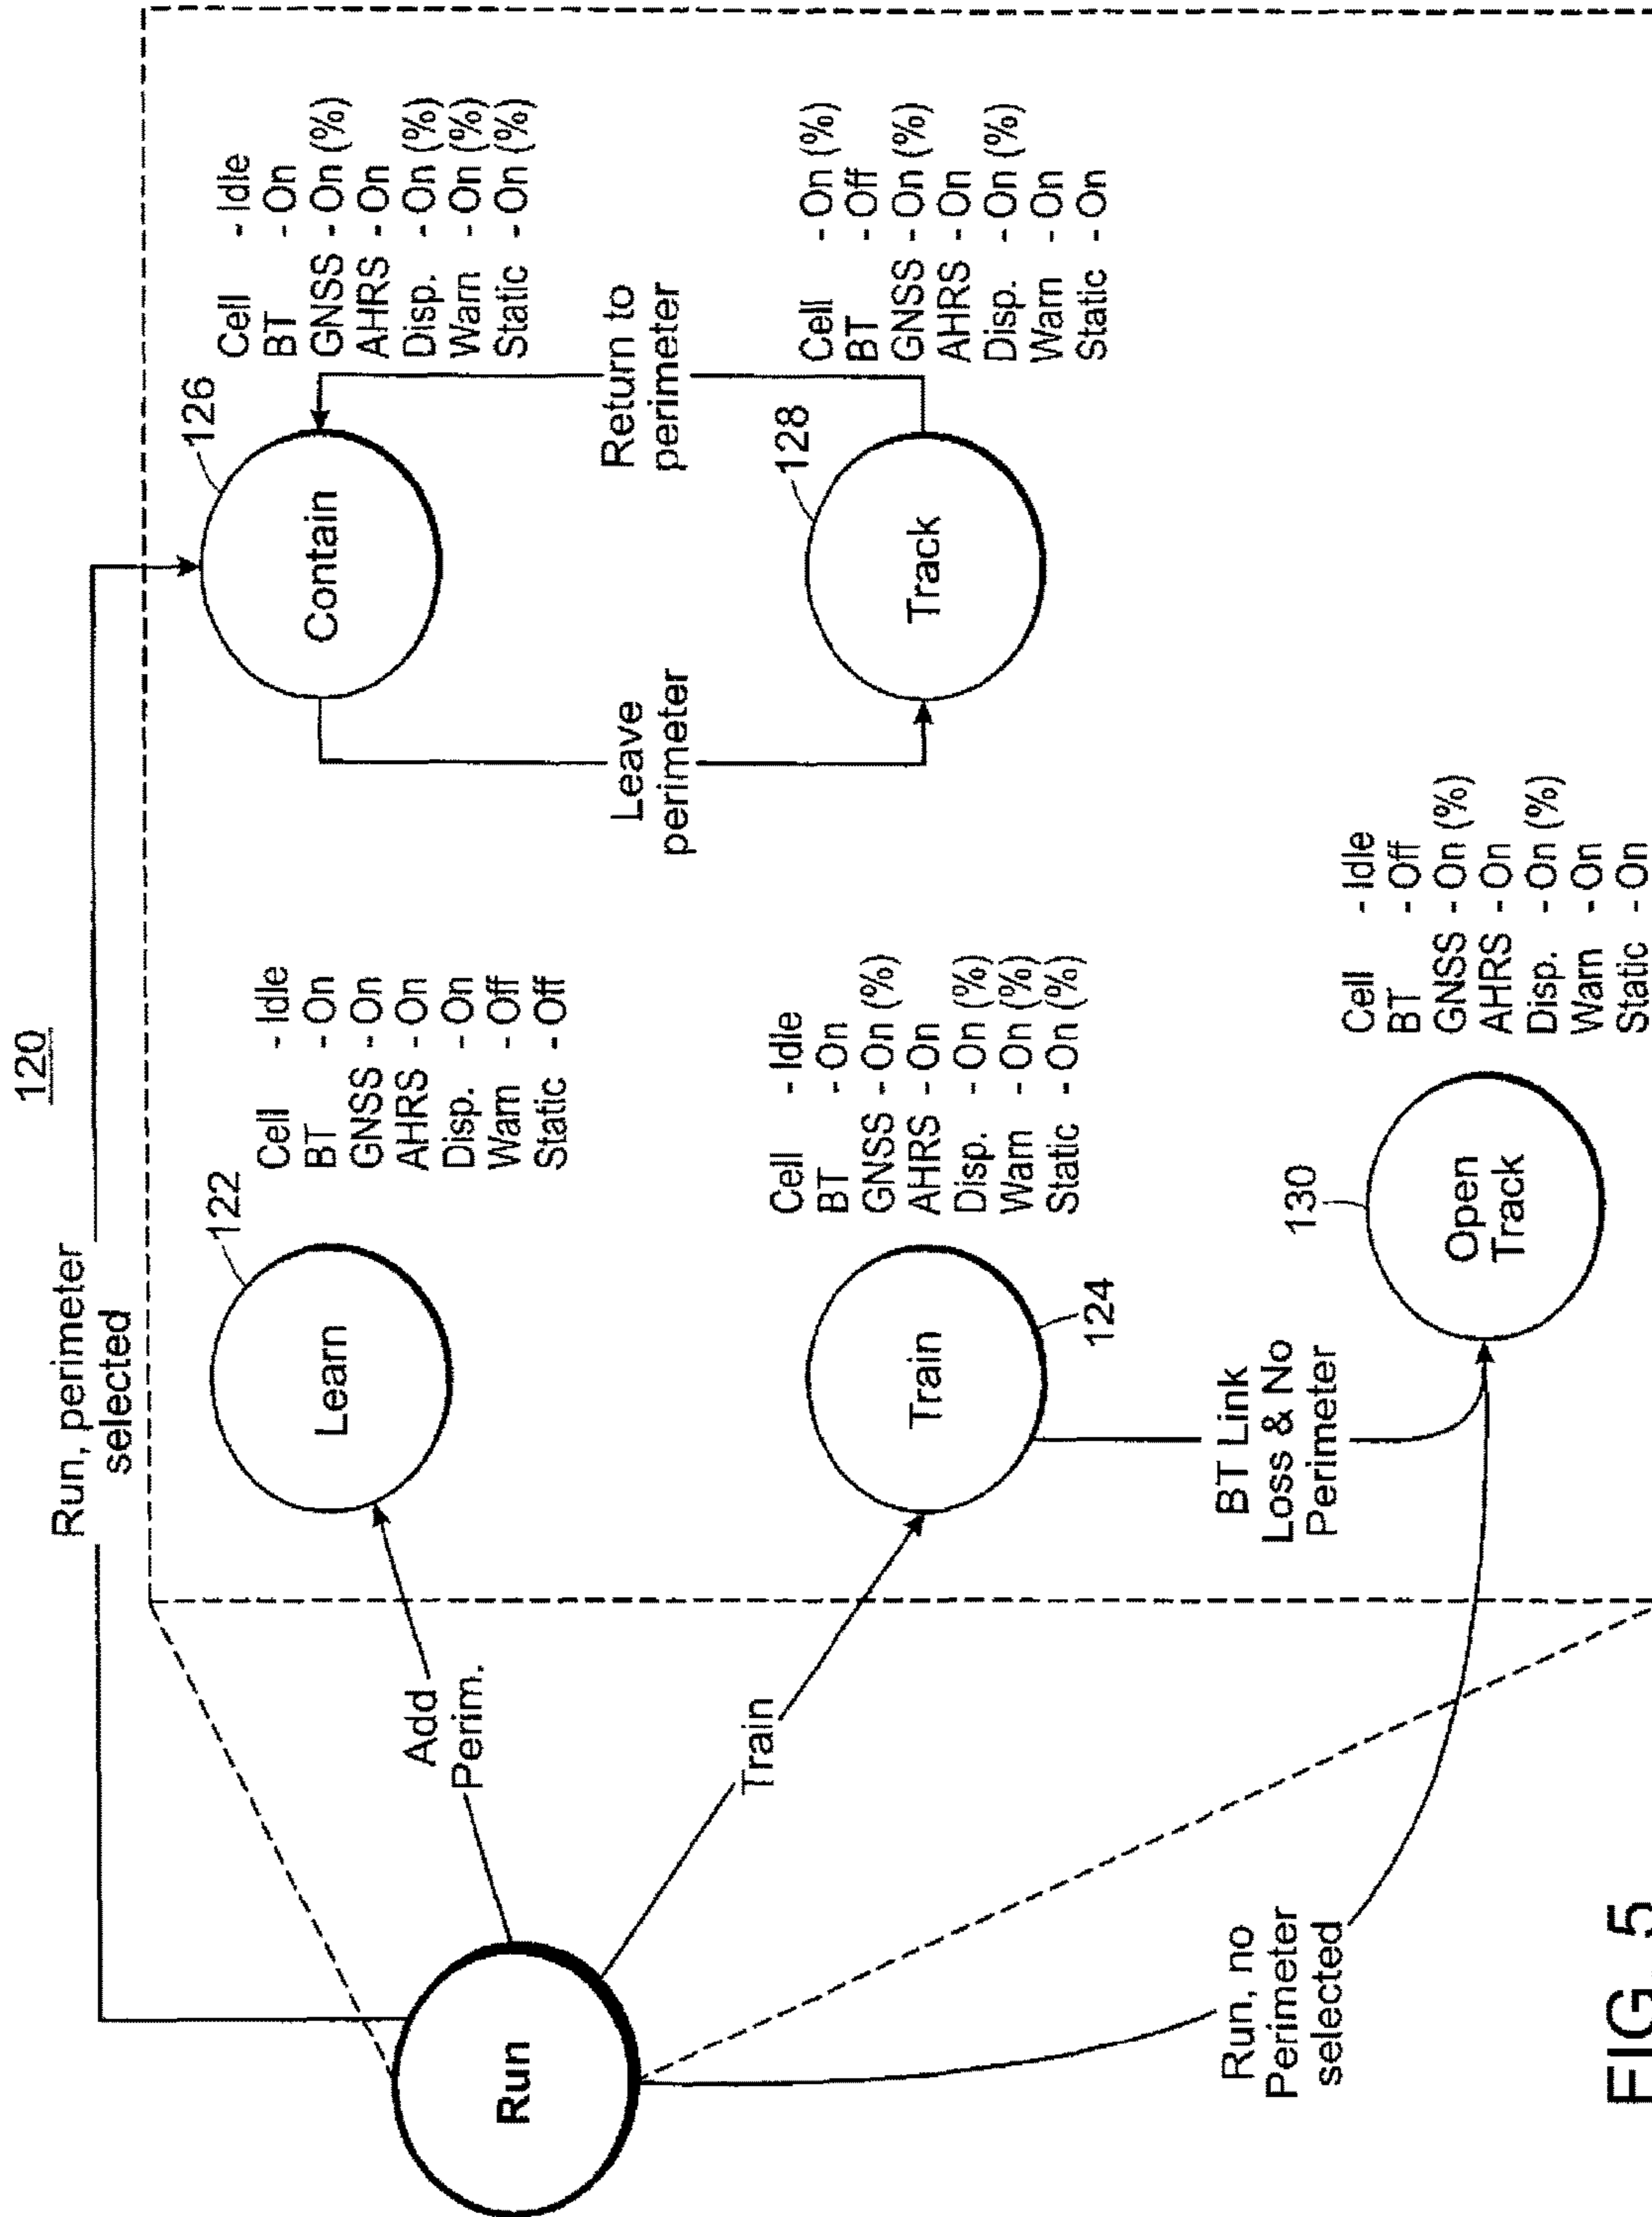 120
Run, perimeter
selected
Run
Add
Perim.
Train
Run, no
Perimeter
selected
122
Learn
Cell - Idle
BT - On
GNSS - On
AHRS - On
Disp. - On
Warn - Off
Static - Off
126
Contain
Cell - Idle
BT - On
GNSS - On (%)
AHRS - On
Disp. - On (%)
Warn - On (%)
Static - On (%)
Leave
perimeter
Return to
perimeter
Train
124
Cell - Idle
BT - On
GNSS - On (%)
AHRS - On
Disp. - On (%)
Warn - On (%)
Static - On (%)
128
Track
Cell - On (%)
BT - Off
GNSS - On (%)
AHRS - On
Disp. - On (%)
Warn - On
Static - On
BT Link
Loss & No
Perimeter
130
Open
Track
Cell - Idle
BT - Off
GNSS - On (%)
AHRS - On
Disp. - On (%)
Warn - On
Static - On
FIG. 5